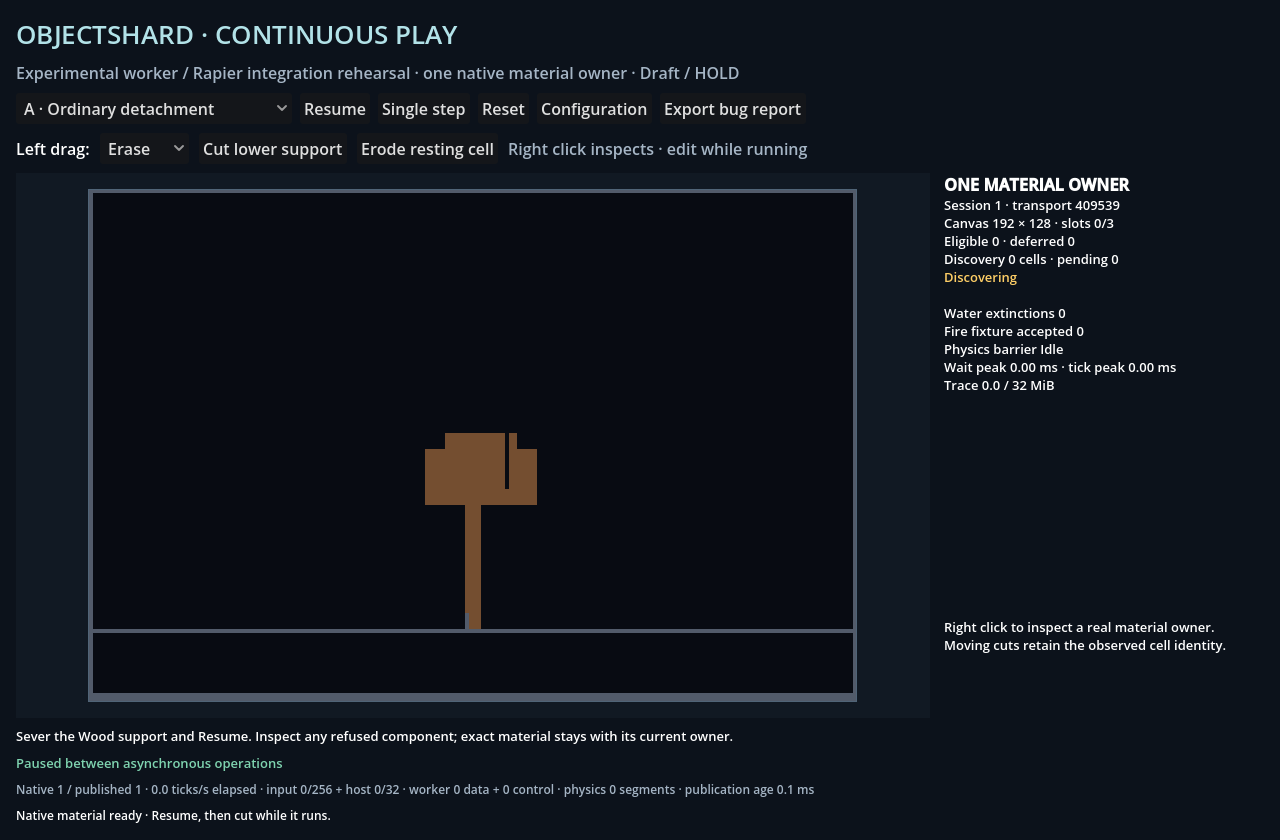 OBJECTSHARD · CONTINUOUS PLAY
Experimental worker / Rapier integration rehearsal · one native material owner · Draft / HOLD
A · Ordinary detachment Resume Single step Reset Configuration Export bug report
Left drag: Erase Cut lower support Erode resting cell Right click inspects · edit while running
ONE MATERIAL OWNER
Session 1 · transport 409539
Canvas 192 × 128 · slots 0/3
Eligible 0 · deferred 0
Discovery 0 cells · pending 0
Discovering
Water extinctions 0
Fire fixture accepted 0
Physics barrier Idle
Wait peak 0.00 ms · tick peak 0.00 ms
Trace 0.0 / 32 MiB
Right click to inspect a real material owner.
Moving cuts retain the observed cell identity.
Sever the Wood support and Resume. Inspect any refused component; exact material stays with its current owner.
Paused between asynchronous operations
Native 1 / published 1 · 0.0 ticks/s elapsed · input 0/256 + host 0/32 · worker 0 data + 0 control · physics 0 segments · publication age 0.1 ms
Native material ready · Resume, then cut while it runs.